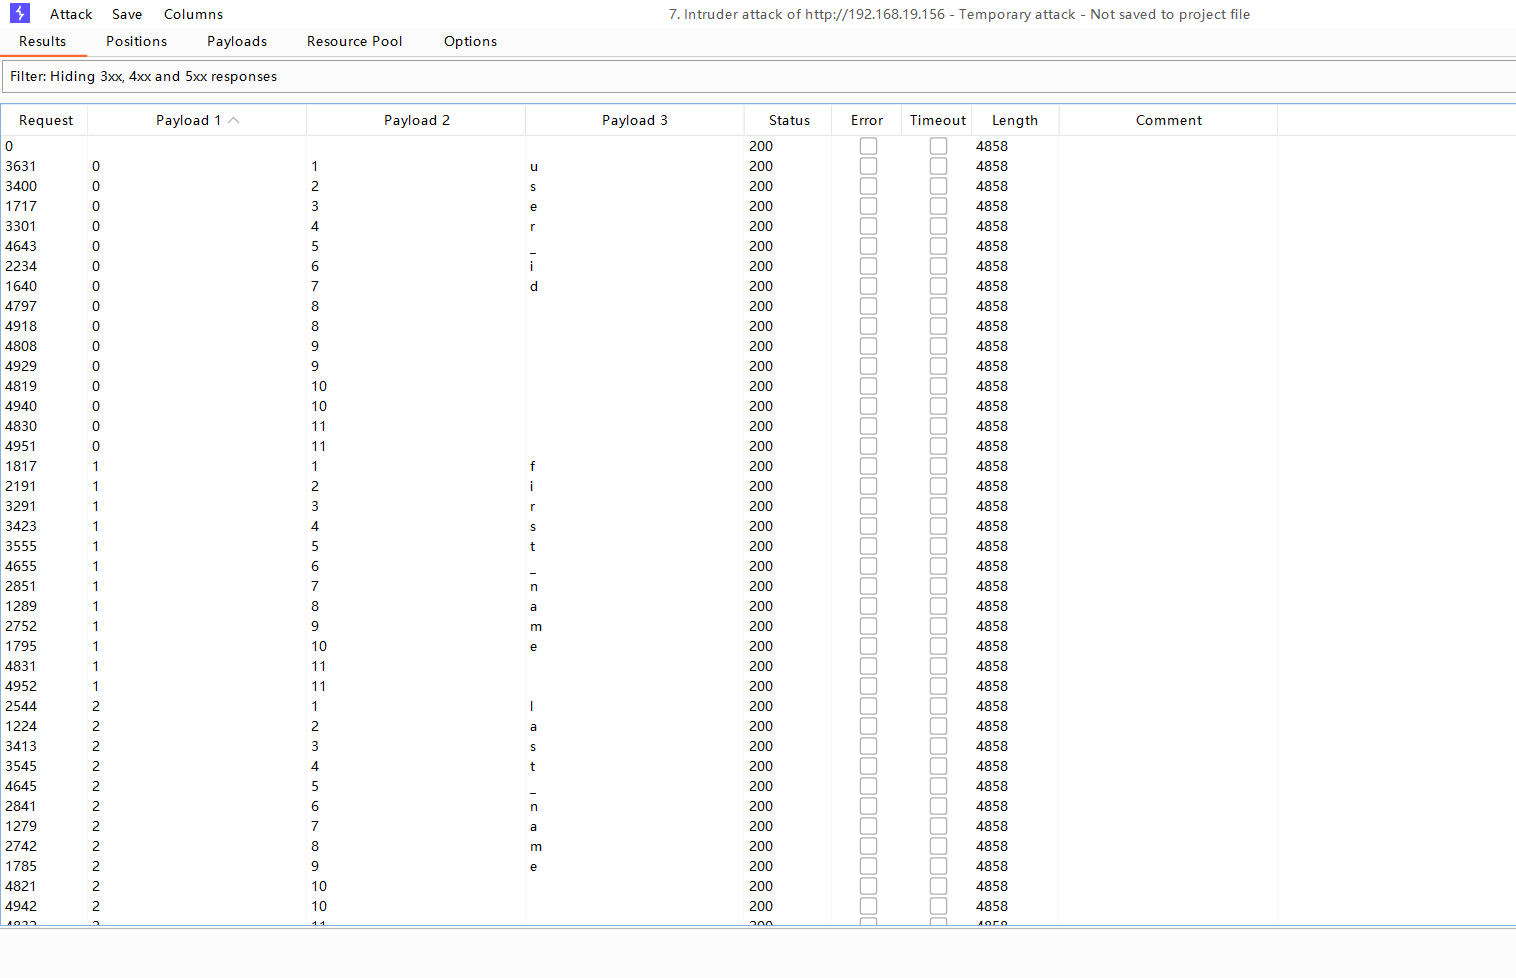 Attack Save Columns 7. Intruder attack of http://192.168.19.156 - Temporary attack - Not saved to project file
Results Positions Payloads Resource Pool Options
Filter: Hiding 3xx, 4xx and 5xx responses
Request Payload 1 Payload 2 Payload 3 Status Error Timeout Length Comment
0 200 4858
3631 0 1 u 200 4858
3400 0 2 s 200 4858
1717 0 3 e 200 4858
3301 0 4 r 200 4858
4643 0 5 _ 200 4858
2234 0 6 i 200 4858
1640 0 7 d 200 4858
4797 0 8 200 4858
4918 0 8 200 4858
4808 0 9 200 4858
4929 0 9 200 4858
4819 0 10 200 4858
4940 0 10 200 4858
4830 0 11 200 4858
4951 0 11 200 4858
1817 1 1 f 200 4858
2191 1 2 i 200 4858
3291 1 3 r 200 4858
3423 1 4 s 200 4858
3555 1 5 t 200 4858
4655 1 6 _ 200 4858
2851 1 7 n 200 4858
1289 1 8 a 200 4858
2752 1 9 m 200 4858
1795 1 10 e 200 4858
4831 1 11 200 4858
4952 1 11 200 4858
2544 2 1 l 200 4858
1224 2 2 a 200 4858
3413 2 3 s 200 4858
3545 2 4 t 200 4858
4645 2 5 _ 200 4858
2841 2 6 n 200 4858
1279 2 7 a 200 4858
2742 2 8 m 200 4858
1785 2 9 e 200 4858
4821 2 10 200 4858
4942 2 10 200 4858